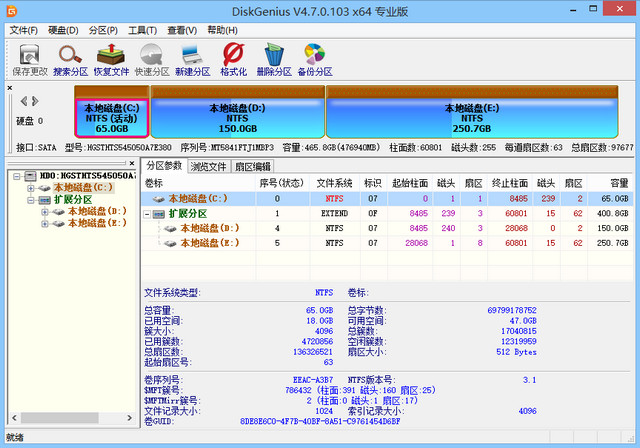 DiskGenius V4.7.0.103 x64 专业版
文件(F) 硬盘(D) 分区(P) 工具(T) 查看(V) 帮助(H)
保存更改 搜索分区 恢复文件 快速分区 新建分区 格式化 删除分区 备份分区
硬盘 0
本地磁盘(C:)
NTFS (活动)
65.0GB
本地磁盘(D:)
NTFS
150.0GB
本地磁盘(E:)
NTFS
250.7GB
接口:SATA 型号:HGSTHTS545050A7E380 序列号:MT5841FTJ1MBP3 容量:465.8GB(476940MB) 柱面数:60801 磁头数:255 每道扇区数:63 总扇区数:97677
HD0:HGSTHTS545050A7
本地磁盘(C:)
扩展分区
本地磁盘(D:)
本地磁盘(E:)
分区参数 浏览文件 扇区编辑
卷标 序号(状态) 文件系统 标识 起始柱面 磁头 扇区 终止柱面 磁头 扇区 容量
本地磁盘(C:) 0 NTFS 07 0 1 1 8485 239 2 65.0GB
扩展分区 1 EXTEND 0F 8485 239 3 60801 15 62 400.8GB
本地磁盘(D:) 4 NTFS 07 8485 240 3 28068 0 2 150.0GB
本地磁盘(E:) 5 NTFS 07 28068 1 8 60801 15 62 250.7GB
文件系统类型: NTFS 卷标:
总容量: 65.0GB 总字节数: 69799178752
已用空间: 18.0GB 可用空间: 47.0GB
簇大小: 4096 总簇数: 17040815
已用簇数: 4720856 空闲簇数: 12319959
总扇区数: 136326521 扇区大小: 512 Bytes
起始扇区号: 63
卷序列号: EEAC-A3B7 NTFS版本号: 3.1
$MFT簇号: 786432 (柱面:391 磁头:160 扇区:25)
$MFTMirr簇号: 2 (柱面:0 磁头:1 扇区:17)
文件记录大小: 1024 索引记录大小: 4096
卷GUID: 8DE8E6C0-4F7B-40BF-8A51-C9761454D6BF
就绪